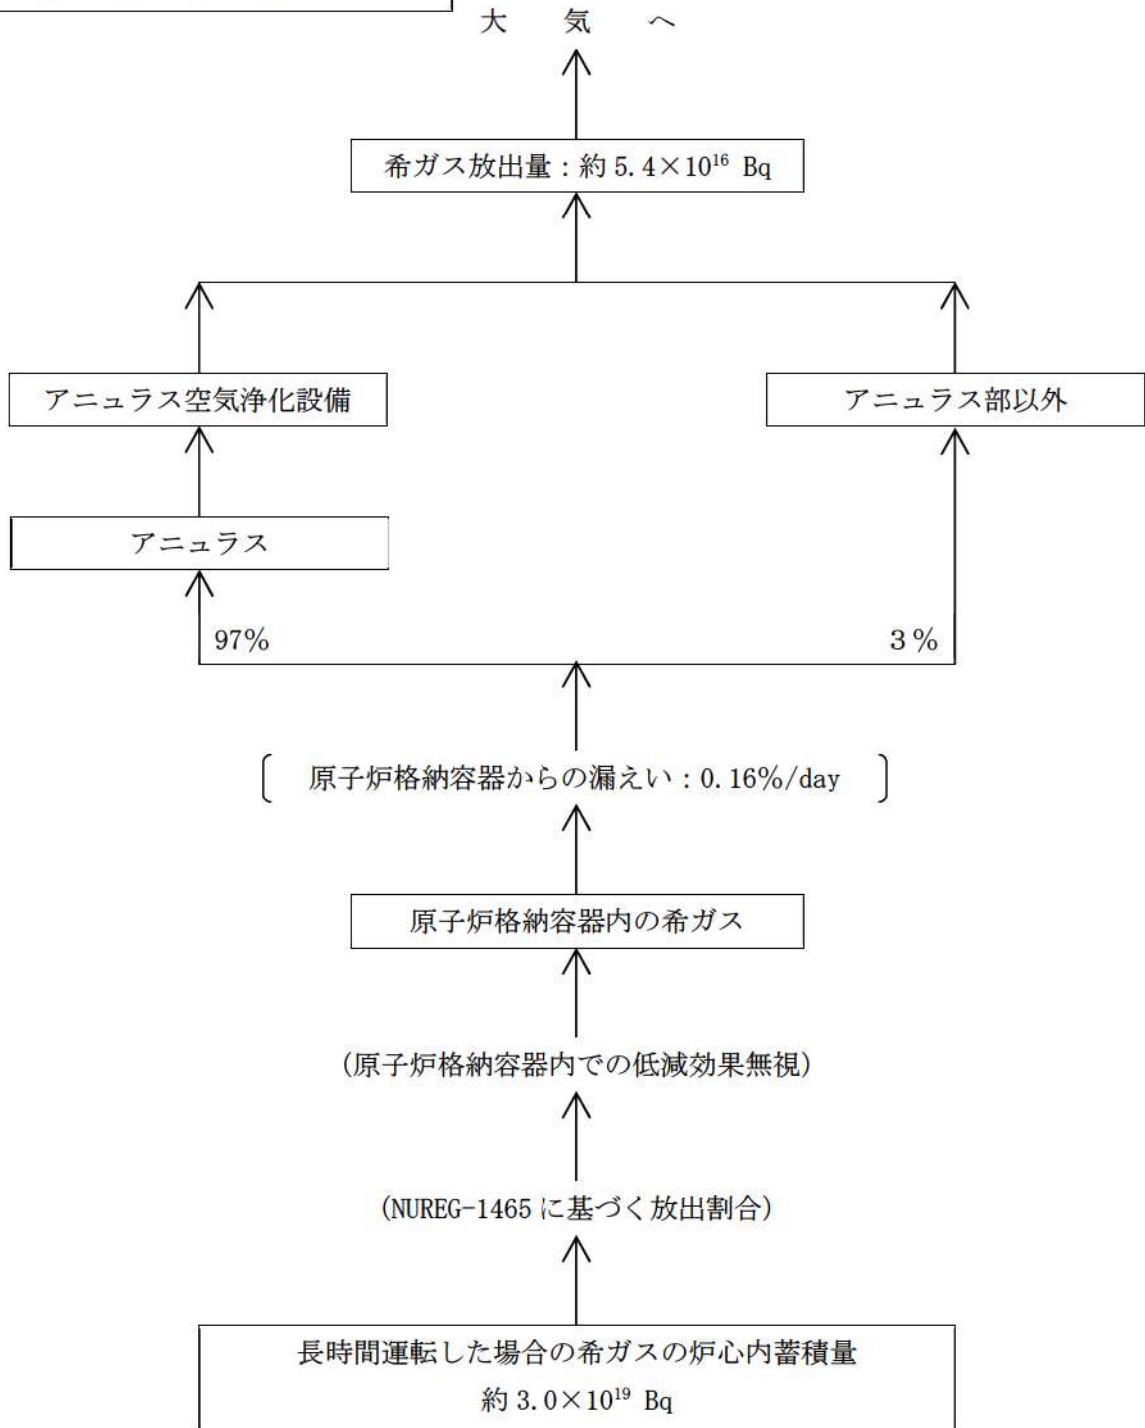 大　気　へ
希ガス放出量：約 5.4×10¹⁶ Bq
アニュラス空気浄化設備
アニュラス部以外
アニュラス
97%
３％
原子炉格納容器からの漏えい：0.16%/day
原子炉格納容器内の希ガス
(原子炉格納容器内での低減効果無視)
(NUREG-1465 に基づく放出割合)
長時間運転した場合の希ガスの炉心内蓄積量
約 3.0×10¹⁹ Bq